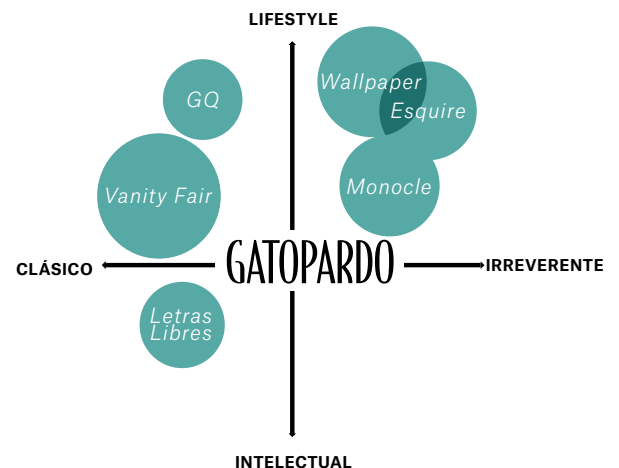 LIFESTYLE
Wallpaper
GQ
Esquire
Monocle
Vanity Fair
CLÁSICO
GATOPARDO
IRREVERENTE
Letras
Libres
INTELECTUAL